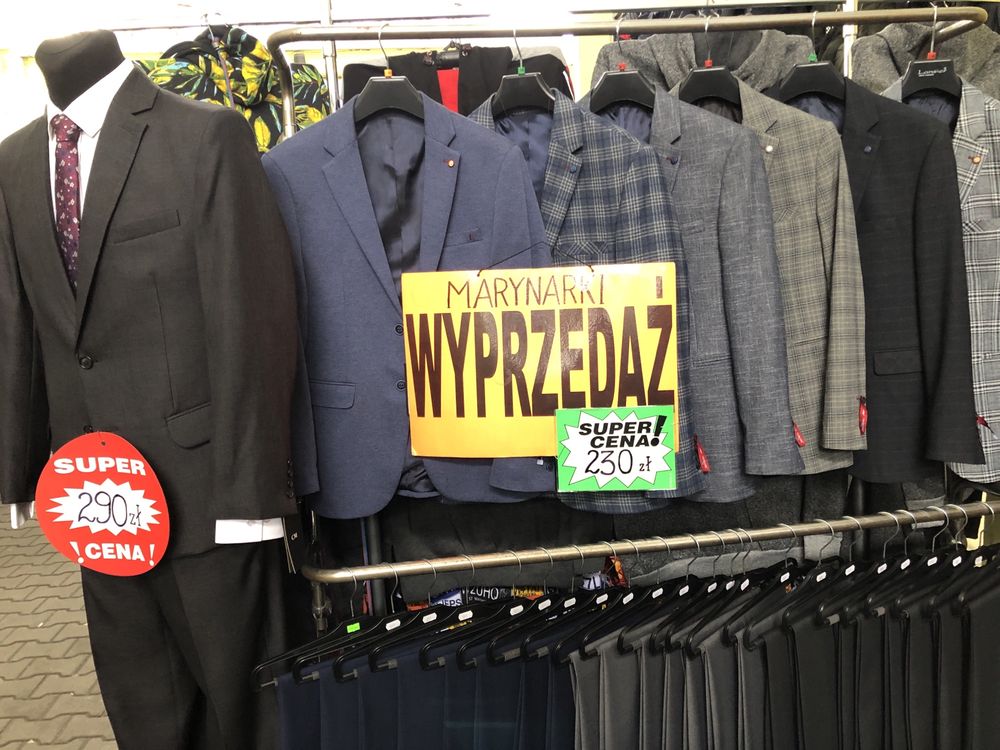 MARYNARKI
WYPRZEDAŻ
SUPER
CENA!
230 zł
SUPER
290 zł
! CENA !